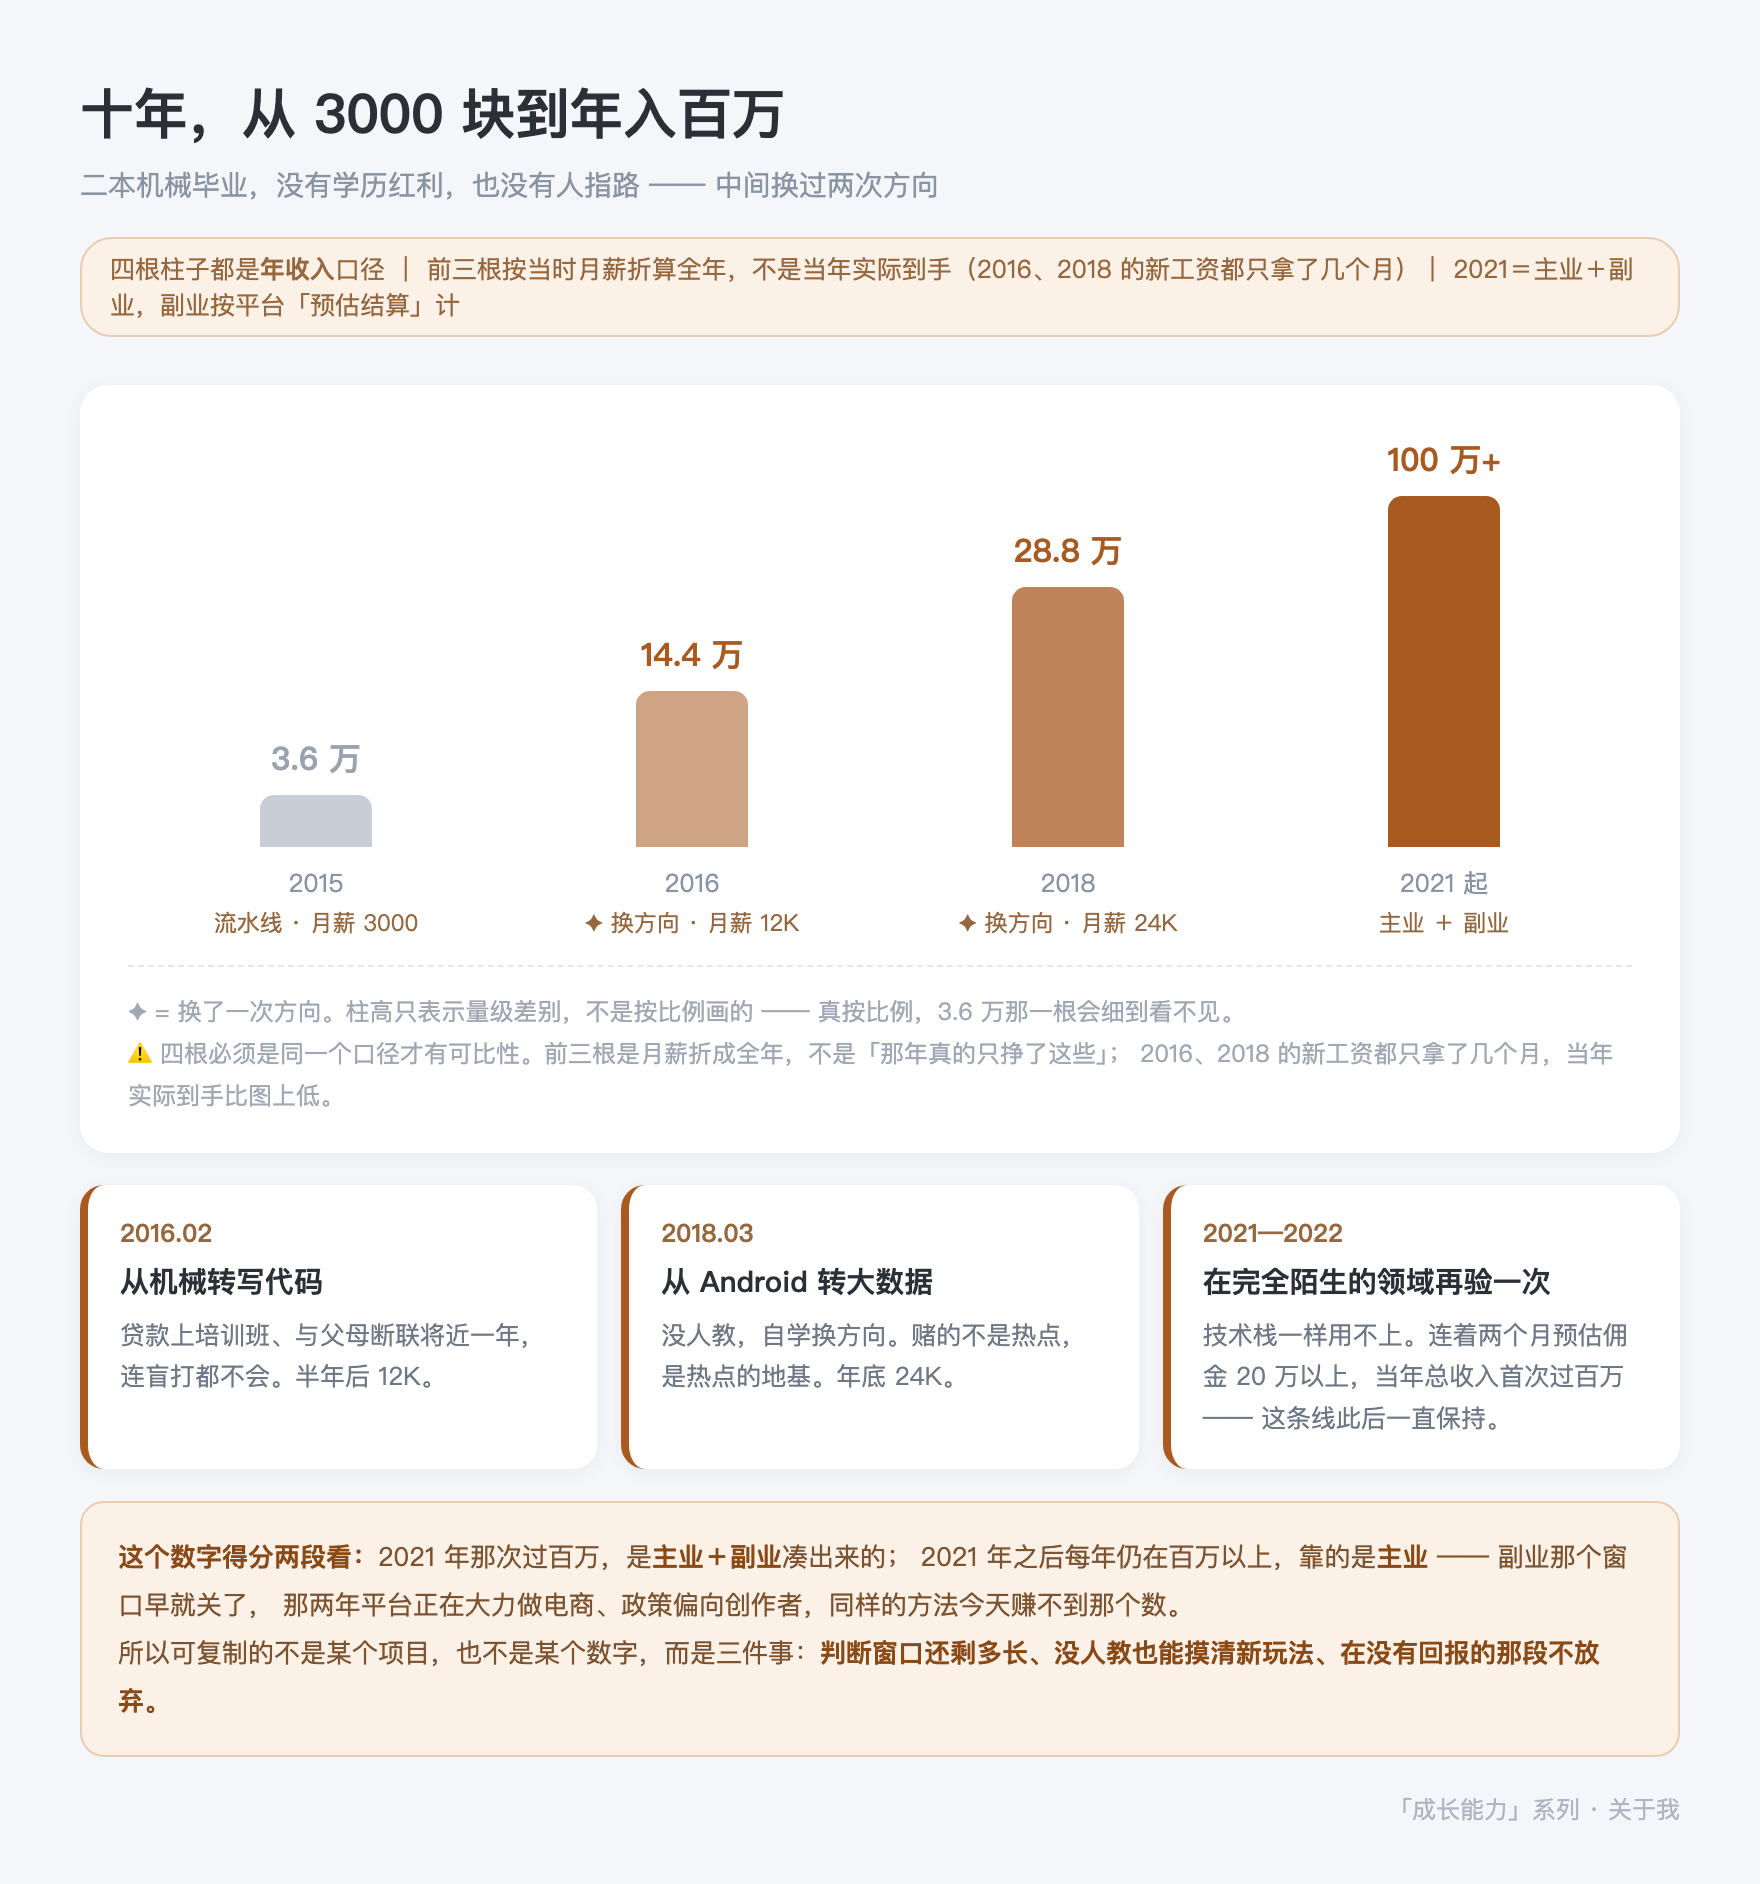 十年，从 3000 块到年入百万
二本机械毕业，没有学历红利，也没有人指路 —— 中间换过两次方向
四根柱子都是年收入口径 ｜ 前三根按当时月薪折算全年，不是当年实际到手（2016、2018 的新工资都只拿了几个月） ｜ 2021＝主业＋副
业，副业按平台「预估结算」计
3.6 万
14.4 万
28.8 万
100 万+
2015
2016
2018
2021 起
流水线 · 月薪 3000
✦ 换方向 · 月薪 12K
✦ 换方向 · 月薪 24K
主业 ＋ 副业
✦ = 换了一次方向。柱高只表示量级差别，不是按比例画的 —— 真按比例，3.6 万那一根会细到看不见。
⚠️ 四根必须是同一个口径才有可比性。前三根是月薪折成全年，不是「那年真的只挣了这些」； 2016、2018 的新工资都只拿了几个月，当年
实际到手比图上低。
2016.02
从机械转写代码
贷款上培训班、与父母断联将近一年，
连盲打都不会。半年后 12K。
2018.03
从 Android 转大数据
没人教，自学换方向。赌的不是热点，
是热点的地基。年底 24K。
2021—2022
在完全陌生的领域再验一次
技术栈一样用不上。连着两个月预估佣
金 20 万以上，当年总收入首次过百万
—— 这条线此后一直保持。
这个数字得分两段看：2021 年那次过百万，是主业＋副业凑出来的； 2021 年之后每年仍在百万以上，靠的是主业 —— 副业那个窗
口早就关了， 那两年平台正在大力做电商、政策偏向创作者，同样的方法今天赚不到那个数。
所以可复制的不是某个项目，也不是某个数字，而是三件事：判断窗口还剩多长、没人教也能摸清新玩法、在没有回报的那段不放
弃。
「成长能力」系列 · 关于我